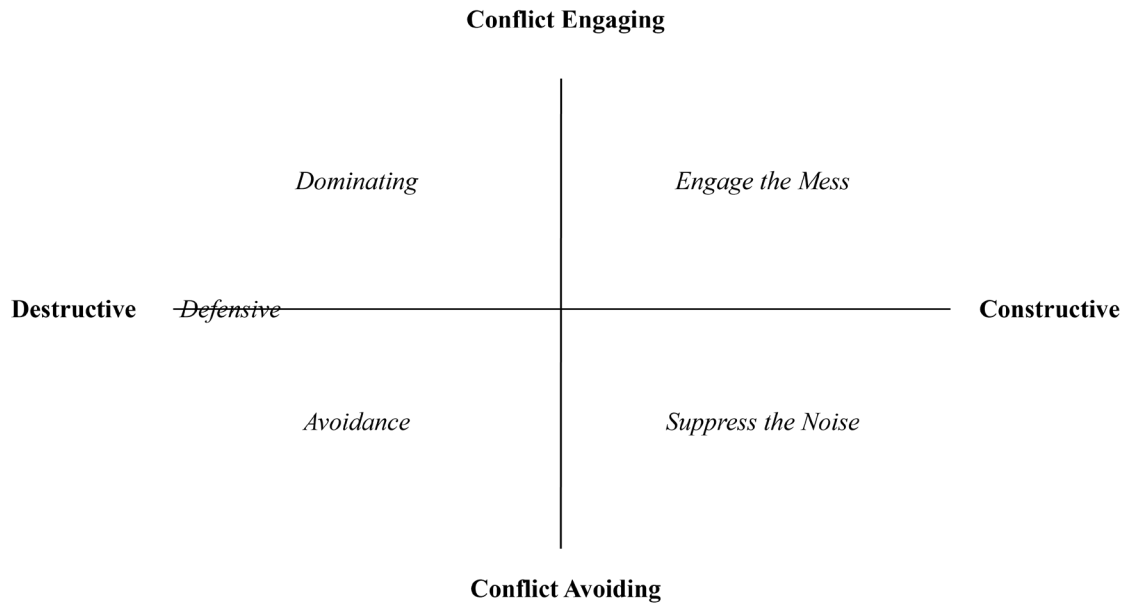 Conflict Engaging
Dominating
Engage the Mess
Destructive
Defensive
Constructive
Avoidance
Suppress the Noise
Conflict Avoiding